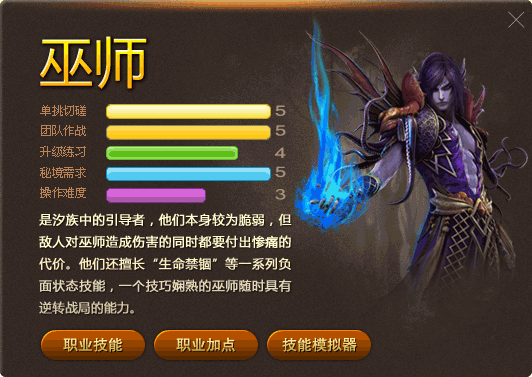 巫师
单挑切磋 5
团队作战 5
升级练习 4
秘境需求 5
操作难度 3
是汐族中的引导者，他们本身较为脆弱，但
敌人对巫师造成伤害的同时都要付出惨痛的
代价。他们还擅长“生命禁锢”等一系列负
面状态技能，一个技巧娴熟的巫师随时具有
逆转战局的能力。
职业技能 职业加点 技能模拟器